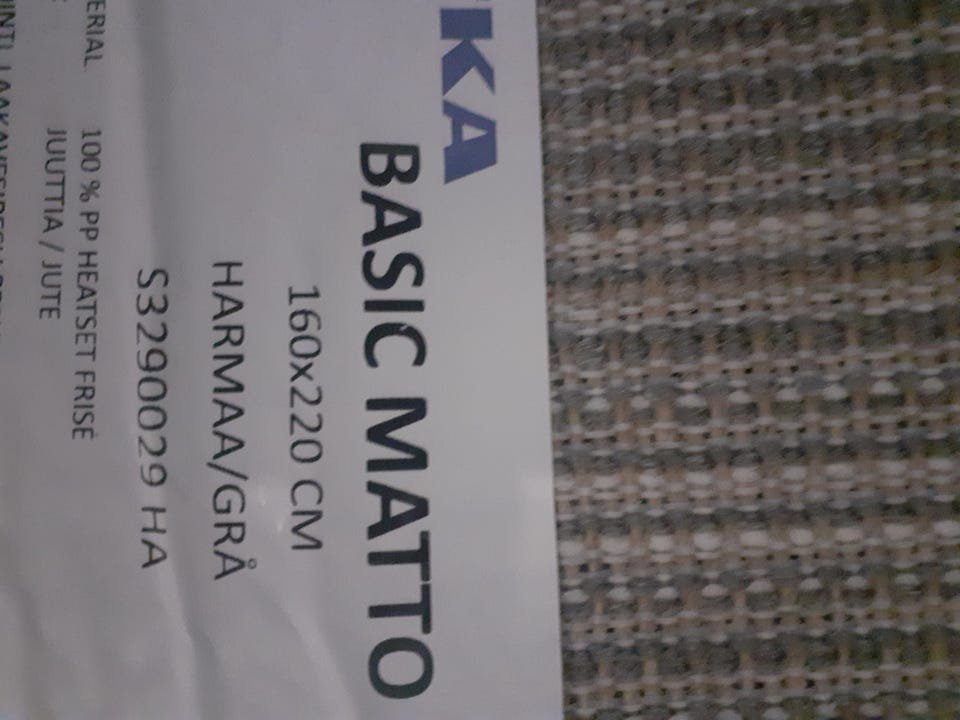 KA
BASIC MATTO
160x220 CM
HARMAA/GRÅ
S3290029 HA
ERIAL 100 % PP HEATSET FRISÉ
JUUTTIA / JUTE